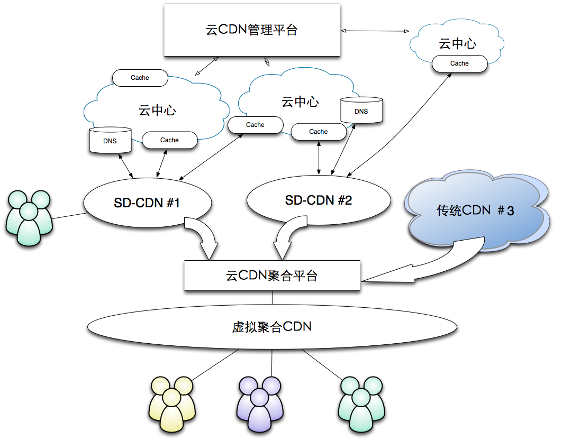 云CDN管理平台
云中心
Cache
Cache
云中心
云中心
DNS
Cache
Cache
Cache
DNS
SD-CDN #1
SD-CDN #2
传统CDN #3
云CDN聚合平台
虚拟聚合CDN